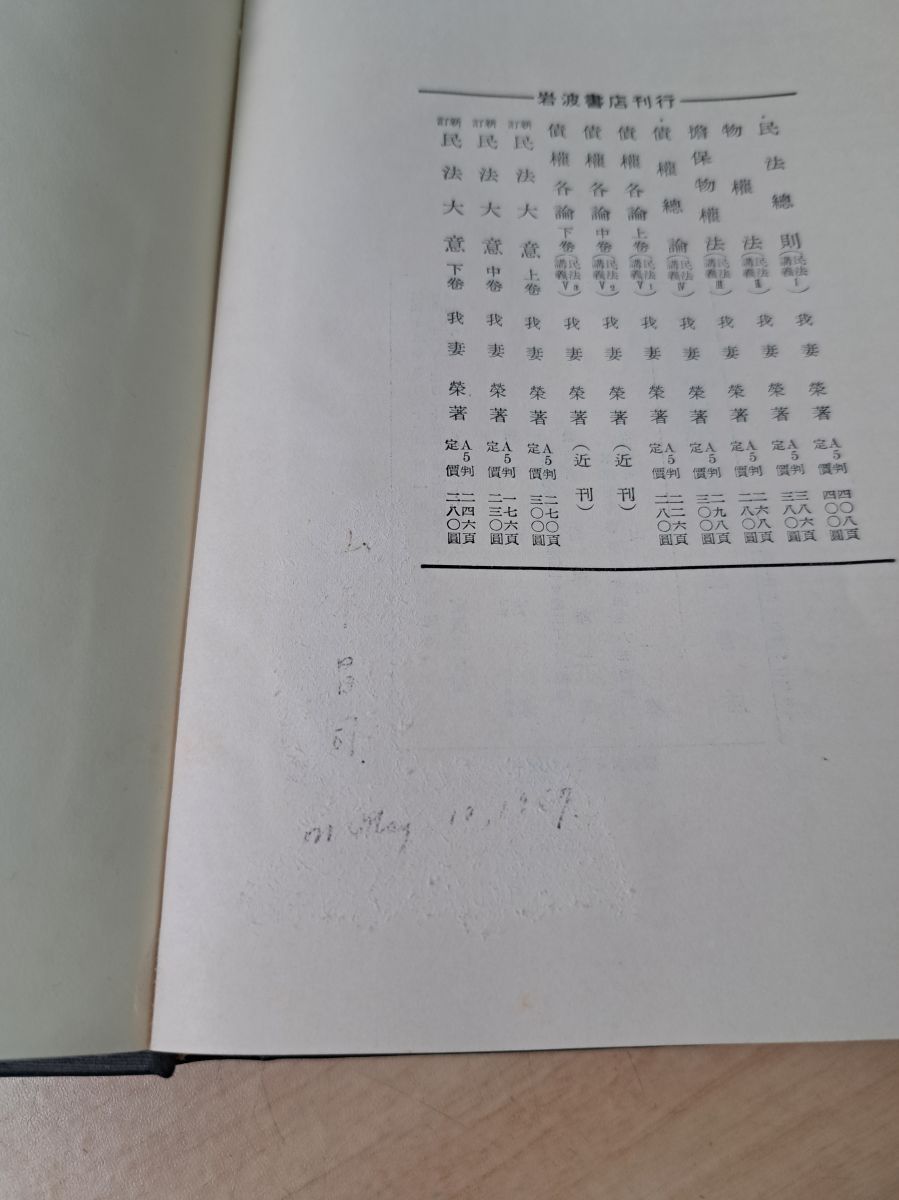 岩波書店刊行
民法總則(民法講義I) 我妻榮著 A5判 四〇八頁 定價 四〇〇圓
物權法(民法講義II) 我妻榮著 A5判 三八六頁 定價 三八〇圓
擔保物權法(民法講義III) 我妻榮著 A5判 二六八頁 定價 二八〇圓
債權總論(民法講義IV) 我妻榮著 A5判 二九八頁 定價 三〇〇圓
債權各論上卷(民法講義V1) 我妻榮著 A5判 二二六頁 定價 二八〇圓
債權各論中卷(民法講義V2) 我妻榮著 (近刊)
債權各論下卷(民法講義V3) 我妻榮著 (近刊)
新訂 民法大意 上卷 我妻榮著 A5判 二七〇頁 定價 三〇〇圓
新訂 民法大意 中卷 我妻榮著 A5判 一七六頁 定價 二三〇圓
新訂 民法大意 下卷 我妻榮著 A5判 二四六頁 定價 二八〇圓
May 10, 19